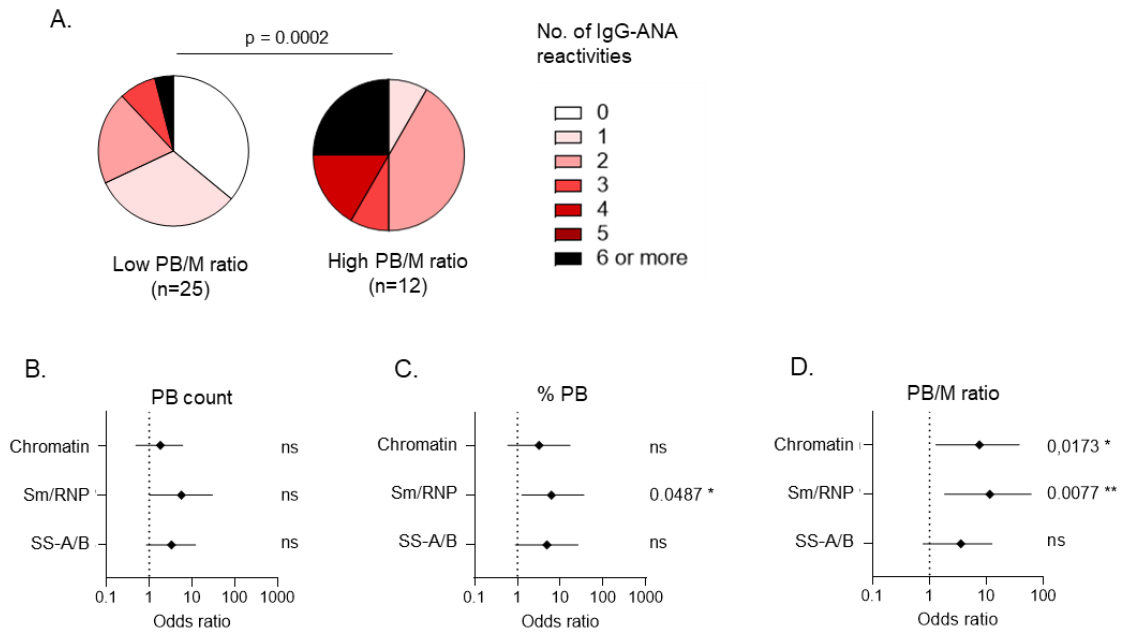 A.
p = 0.0002
No. of IgG-ANA
reactivities
0
1
2
3
4
5
6 or more
Low PB/M ratio
(n=25)
High PB/M ratio
(n=12)
B.
PB count
Chromatin
ns
Sm/RNP
ns
SS-A/B
ns
0.1 1 10 100 1000
Odds ratio
C.
% PB
Chromatin
ns
Sm/RNP
0.0487 *
SS-A/B
ns
0.1 1 10 100 1000
Odds ratio
D.
PB/M ratio
Chromatin
0,0173 *
Sm/RNP
0.0077 **
SS-A/B
ns
0.1 1 10 100
Odds ratio